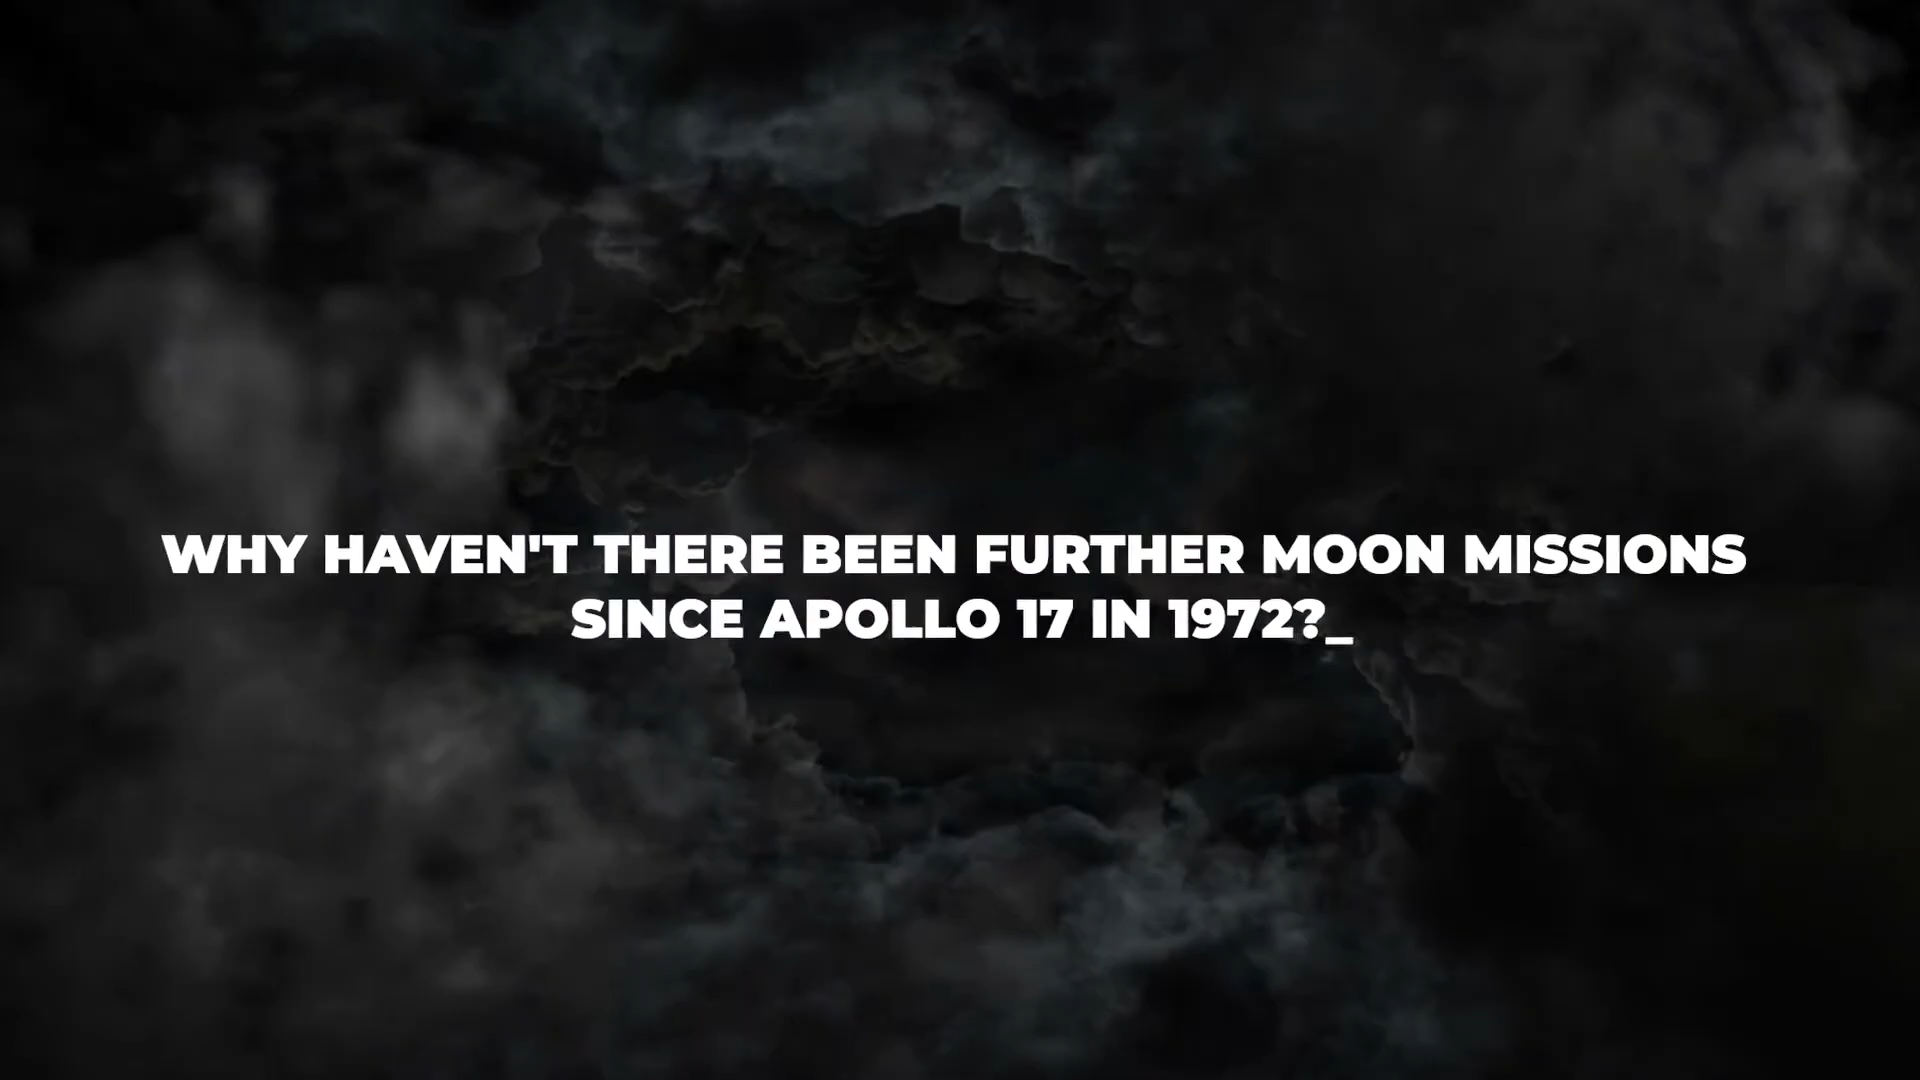 WHY HAVEN'T THERE BEEN FURTHER MOON MISSIONS
SINCE APOLLO 17 IN 1972?_